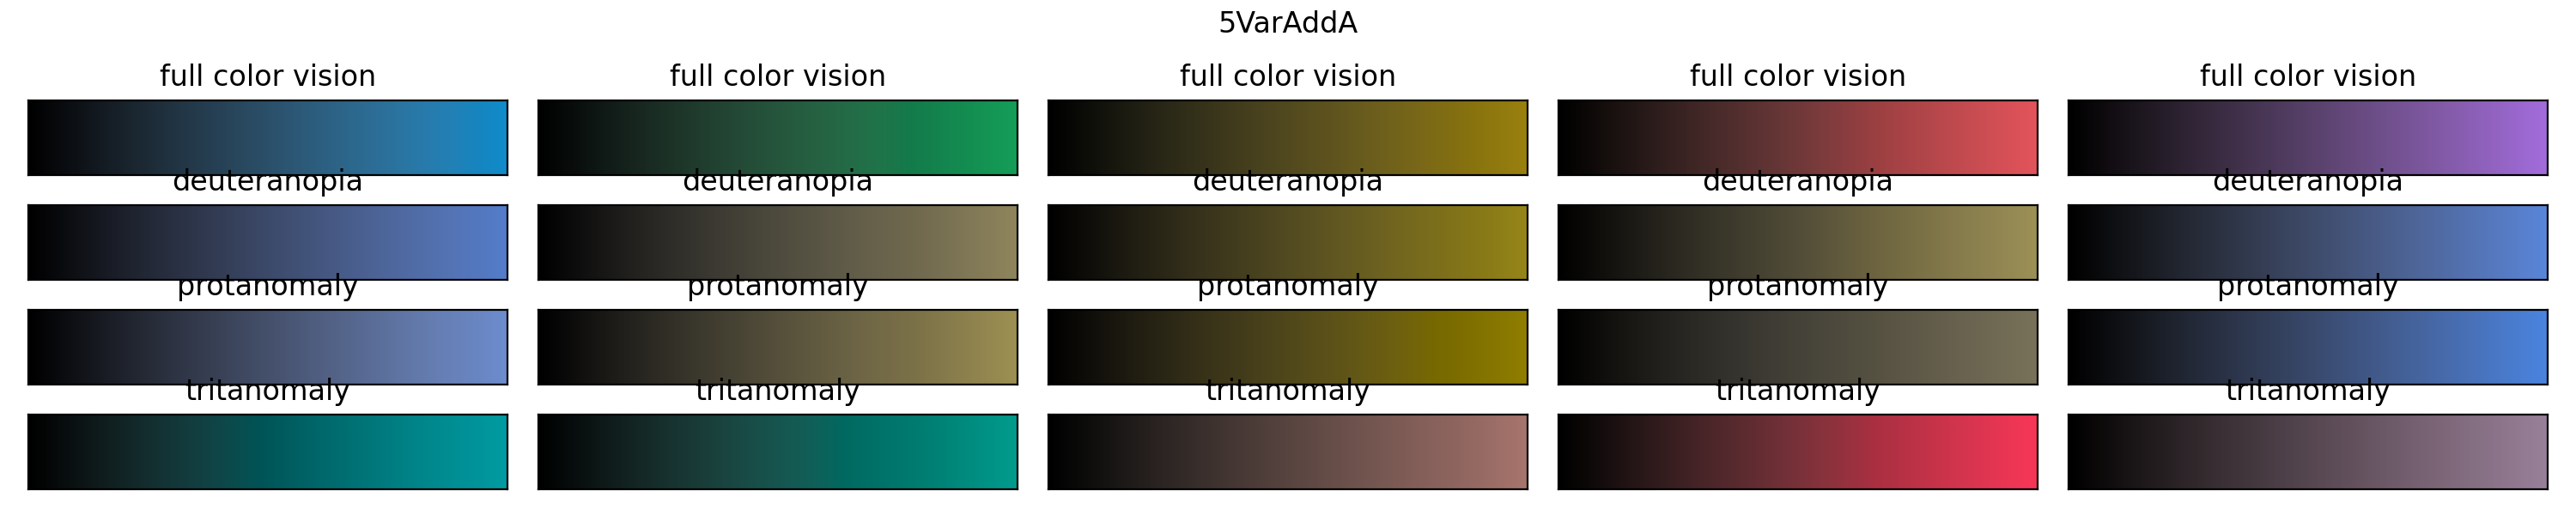 5VarAddA
full color vision full color vision full color vision full color vision full color vision
deuteranopia deuteranopia deuteranopia deuteranopia deuteranopia
protanomaly protanomaly protanomaly protanomaly protanomaly
tritanomaly tritanomaly tritanomaly tritanomaly tritanomaly